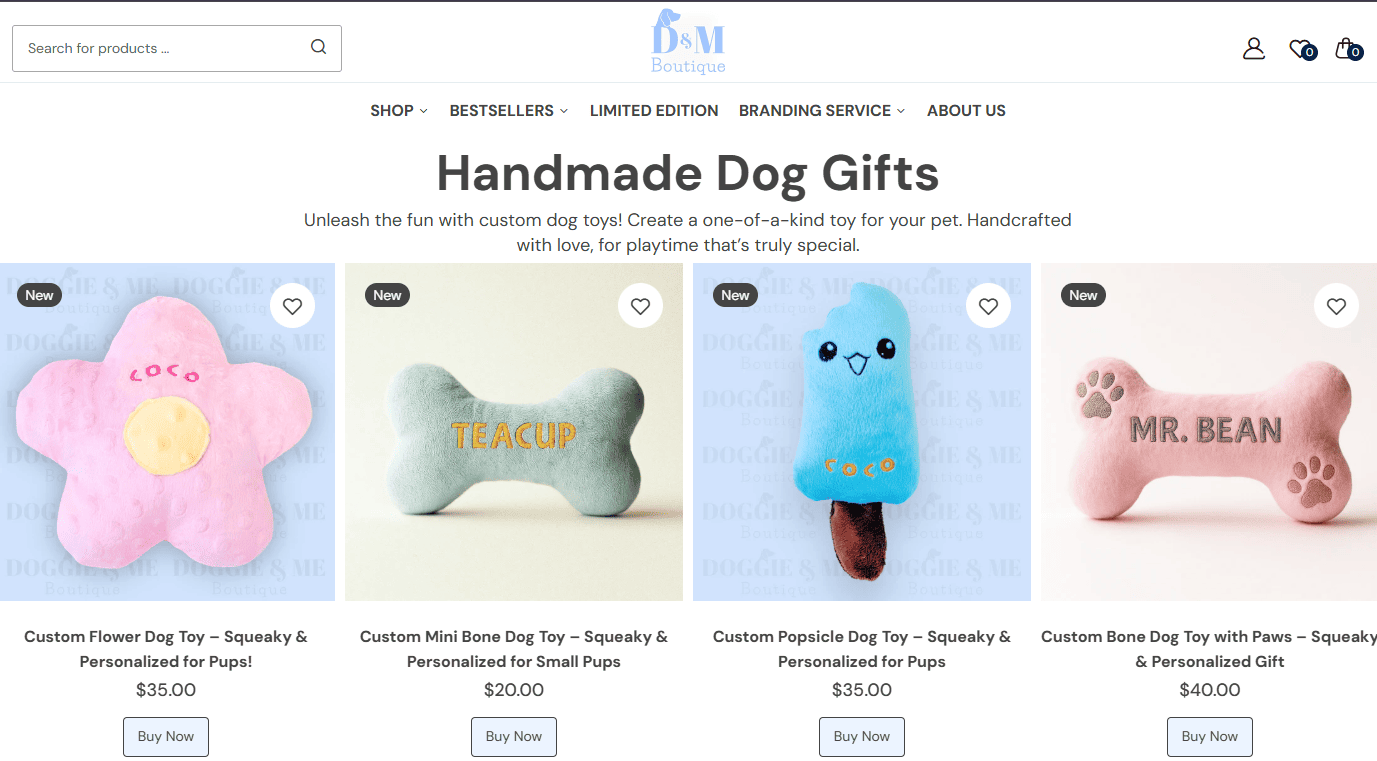 Search for products ...
D&M
Boutique
0
0
SHOP
BESTSELLERS
LIMITED EDITION
BRANDING SERVICE
ABOUT US
Handmade Dog Gifts
Unleash the fun with custom dog toys! Create a one-of-a-kind toy for your pet. Handcrafted
with love, for playtime that’s truly special.
New
DOGGIE & ME
Boutique
COCO
New
TEACUP
New
DOGGIE & ME
Boutique
COCO
New
MR. BEAN
Custom Flower Dog Toy – Squeaky &
Personalized for Pups!
$35.00
Buy Now
Custom Mini Bone Dog Toy – Squeaky &
Personalized for Small Pups
$20.00
Buy Now
Custom Popsicle Dog Toy – Squeaky &
Personalized for Pups
$35.00
Buy Now
Custom Bone Dog Toy with Paws – Squeaky
& Personalized Gift
$40.00
Buy Now